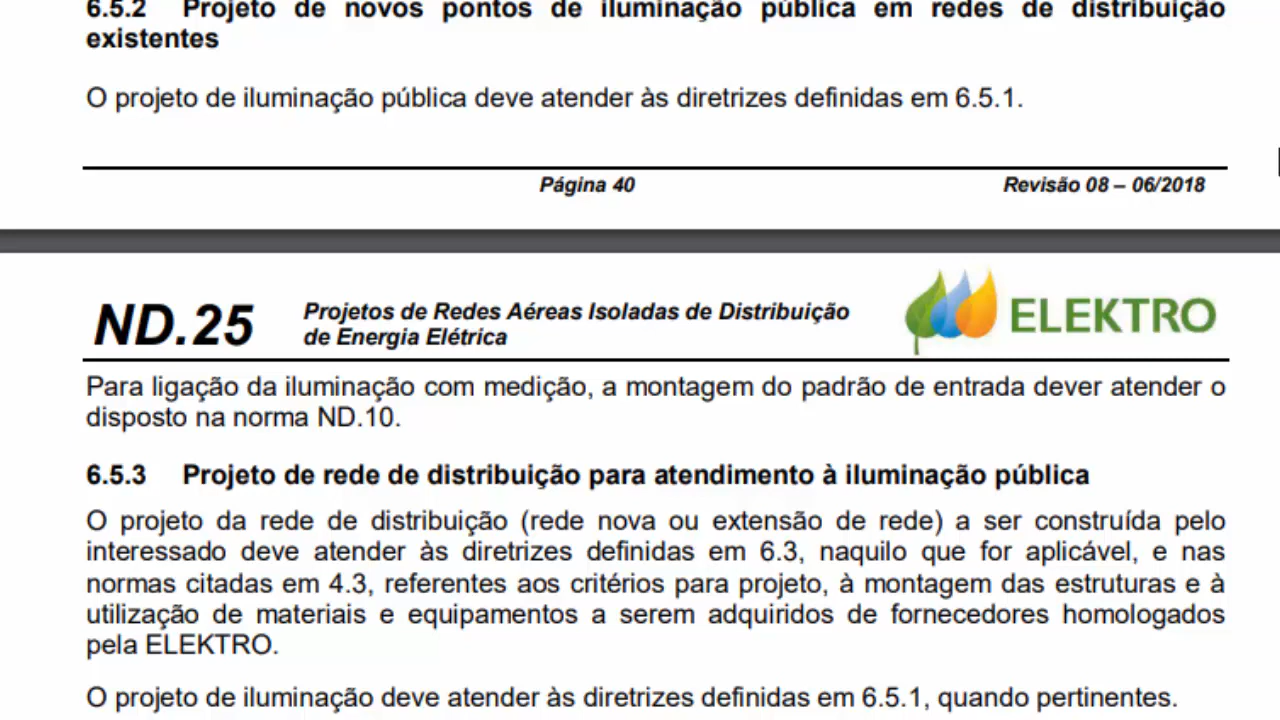 6.5.2 Projeto de novos pontos de iluminação pública em redes de distribuição
existentes
O projeto de iluminação pública deve atender às diretrizes definidas em 6.5.1.
Página 40 Revisão 08 – 06/2018
ND.25 Projetos de Redes Aéreas Isoladas de Distribuição
de Energia Elétrica
ELEKTRO
Para ligação da iluminação com medição, a montagem do padrão de entrada dever atender o
disposto na norma ND.10.
6.5.3 Projeto de rede de distribuição para atendimento à iluminação pública
O projeto da rede de distribuição (rede nova ou extensão de rede) a ser construída pelo
interessado deve atender às diretrizes definidas em 6.3, naquilo que for aplicável, e nas
normas citadas em 4.3, referentes aos critérios para projeto, à montagem das estruturas e à
utilização de materiais e equipamentos a serem adquiridos de fornecedores homologados
pela ELEKTRO.
O projeto de iluminação deve atender às diretrizes definidas em 6.5.1, quando pertinentes.